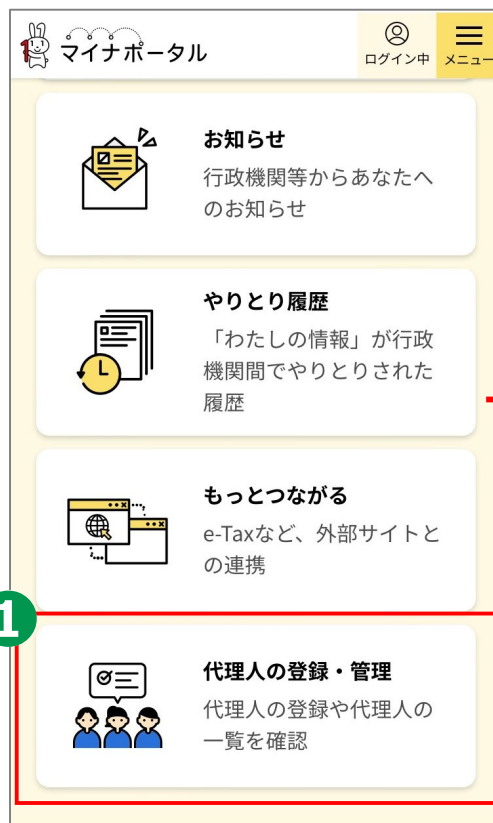 マイナポータル
ログイン中
メニュー
お知らせ
行政機関等からあなたへ
のお知らせ
やりとり履歴
「わたしの情報」が行政
機関間でやりとりされた
履歴
もっとつながる
e-Taxなど、外部サイトと
の連携
1
代理人の登録・管理
代理人の登録や代理人の
一覧を確認